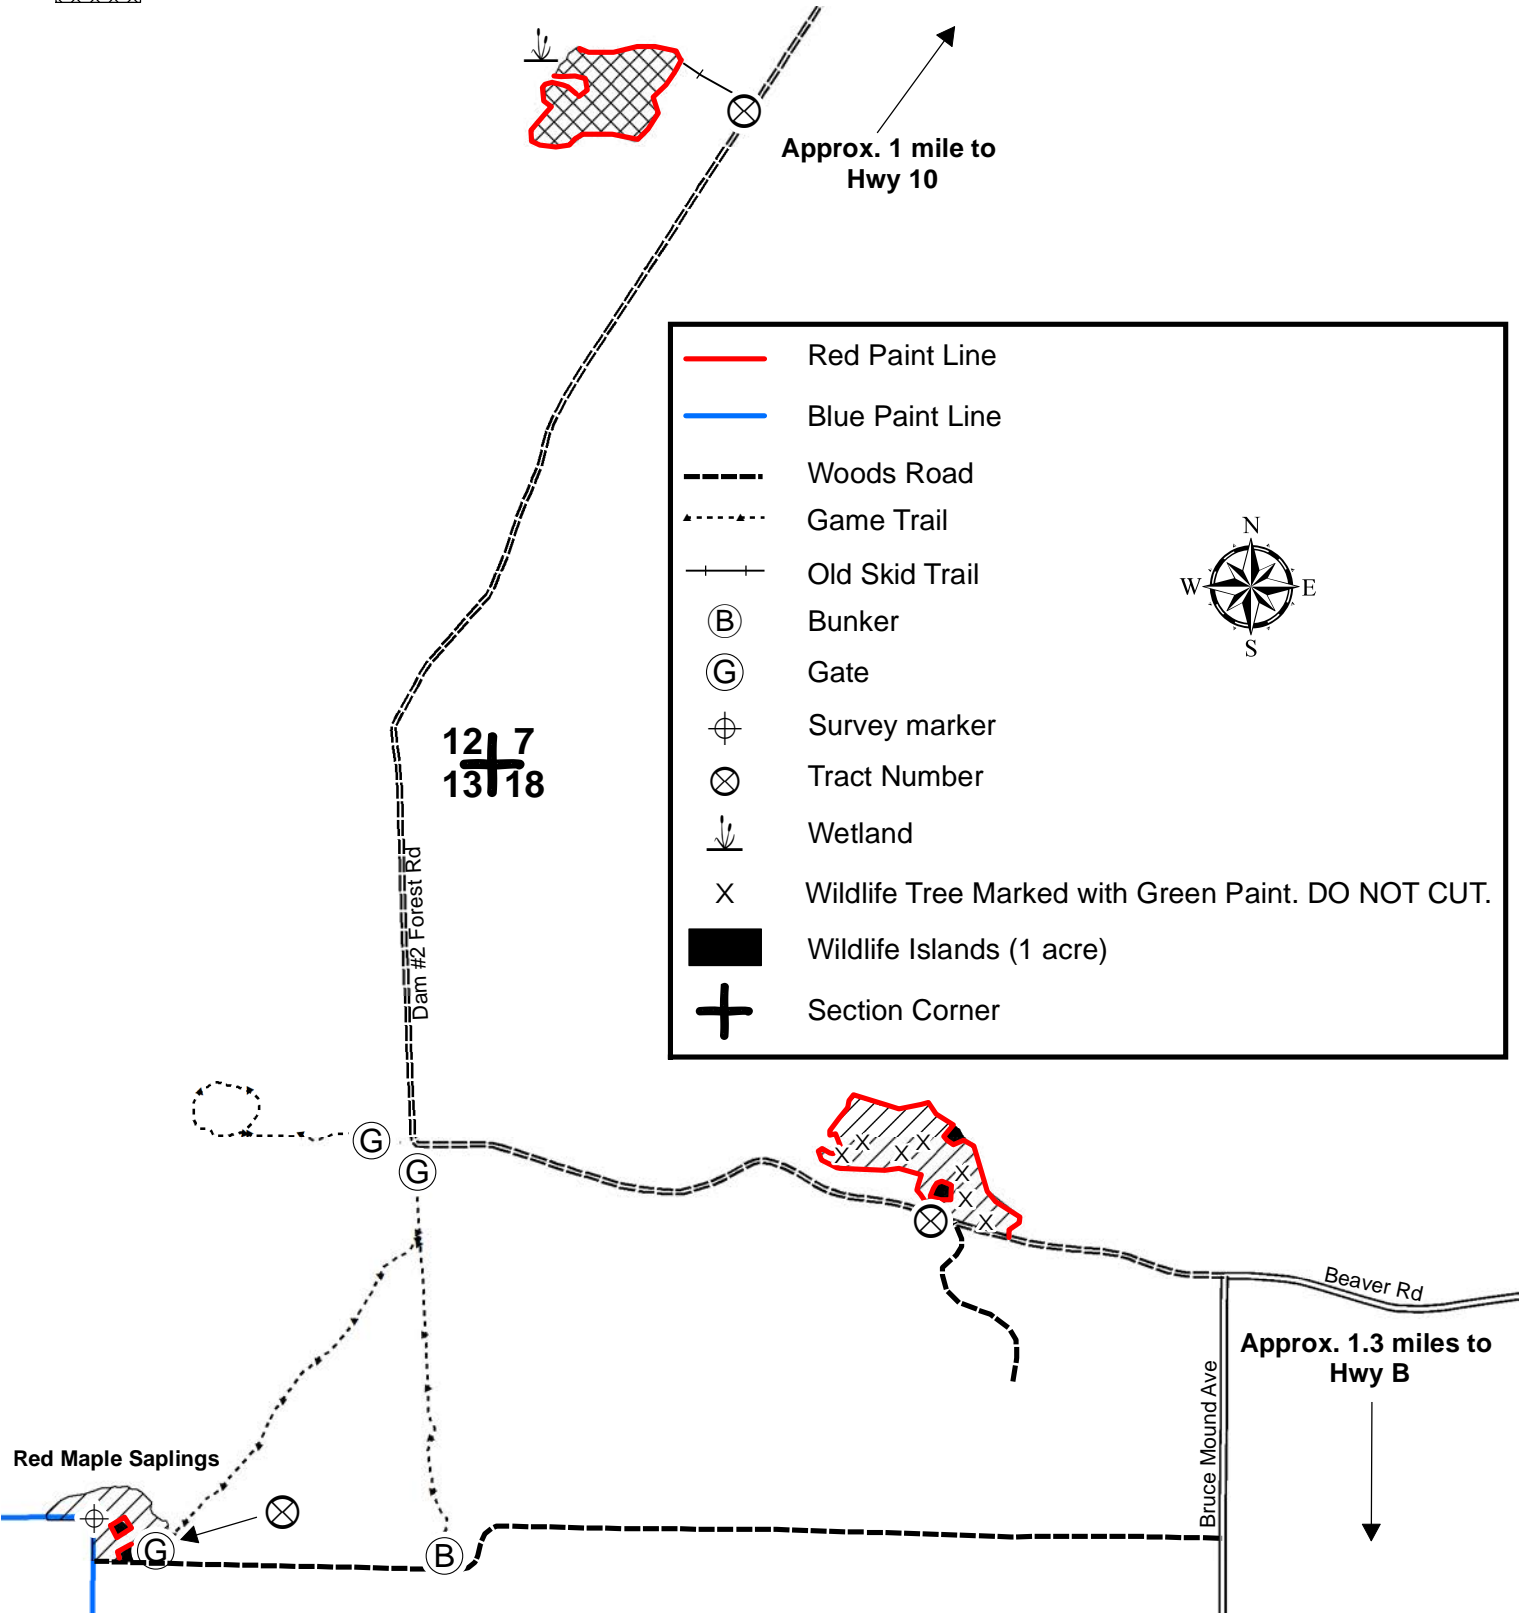 Approx. 1 mile to
Hwy 10
Red Paint Line
Blue Paint Line
Woods Road
Game Trail
Old Skid Trail
B Bunker
G Gate
Survey marker
Tract Number
Wetland
X Wildlife Tree Marked with Green Paint. DO NOT CUT.
Wildlife Islands (1 acre)
Section Corner
N
W E
S
12 7
13 18
Dam #2 Forest Rd
G
G
X X X X
X
X
X
Beaver Rd
Approx. 1.3 miles to
Hwy B
Bruce Mound Ave
Red Maple Saplings
G
B